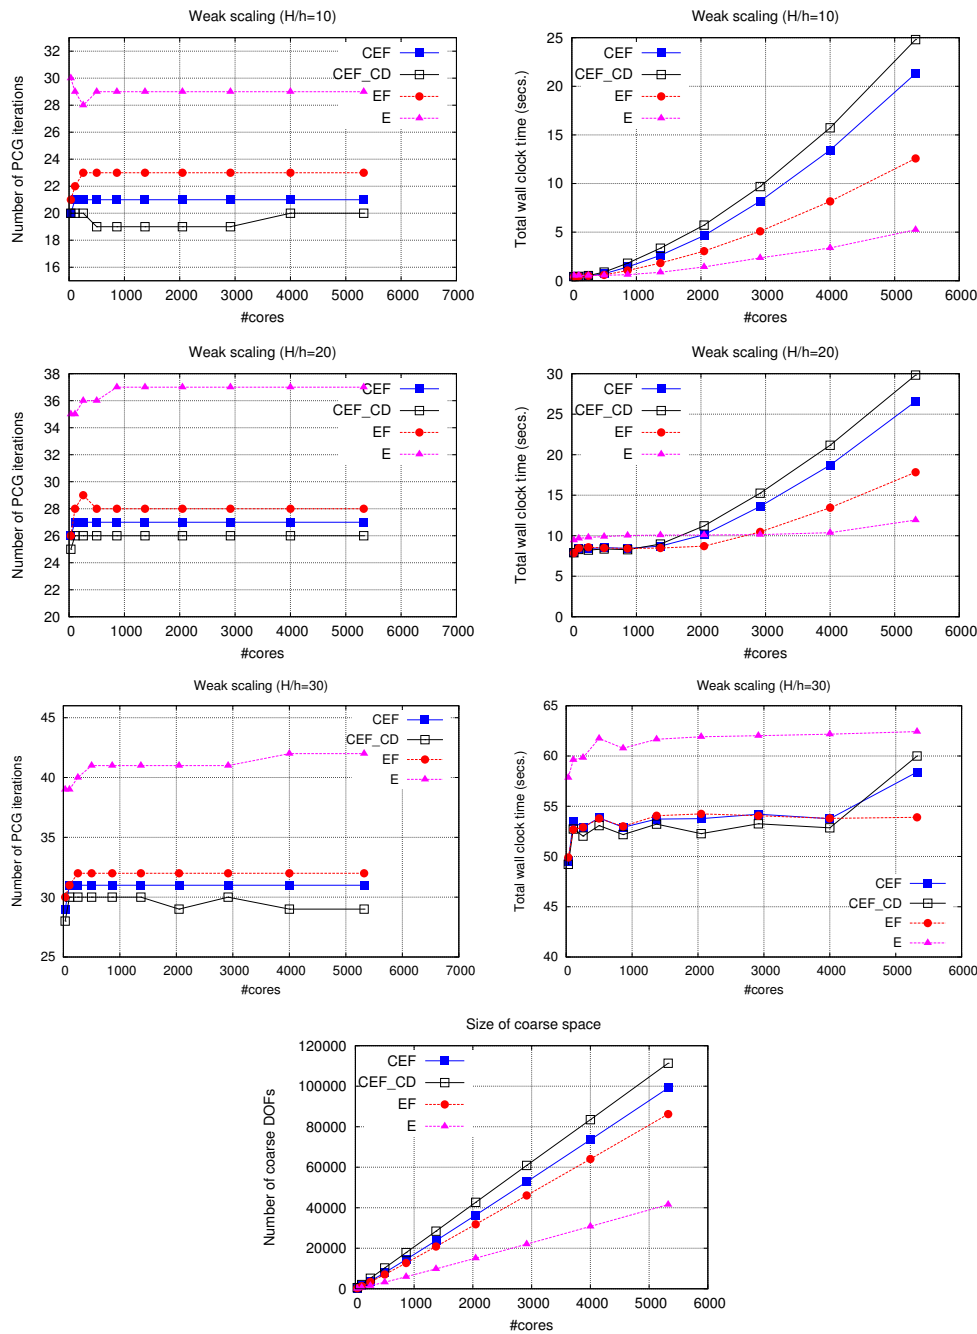 Weak scaling (H/h=10)
Number of PCG iterations
32
30
28
26
24
22
20
18
16
0 1000 2000 3000 4000 5000 6000 7000
#cores
CEF
CEF_CD
EF
E
Weak scaling (H/h=10)
Total wall clock time (secs.)
25
20
15
10
5
0
0 1000 2000 3000 4000 5000 6000
#cores
CEF
CEF_CD
EF
E
Weak scaling (H/h=20)
Number of PCG iterations
38
36
34
32
30
28
26
24
22
20
0 1000 2000 3000 4000 5000 6000 7000
#cores
CEF
CEF_CD
EF
E
Weak scaling (H/h=20)
Total wall clock time (secs.)
30
25
20
15
10
5
0
0 1000 2000 3000 4000 5000 6000
#cores
CEF
CEF_CD
EF
E
Weak scaling (H/h=30)
Number of PCG iterations
45
40
35
30
25
0 1000 2000 3000 4000 5000 6000 7000
#cores
CEF
CEF_CD
EF
E
Weak scaling (H/h=30)
Total wall clock time (secs.)
65
60
55
50
45
40
0 1000 2000 3000 4000 5000 6000
#cores
CEF
CEF_CD
EF
E
Size of coarse space
Number of coarse DOFs
120000
100000
80000
60000
40000
20000
0
0 1000 2000 3000 4000 5000 6000
#cores
CEF
CEF_CD
EF
E